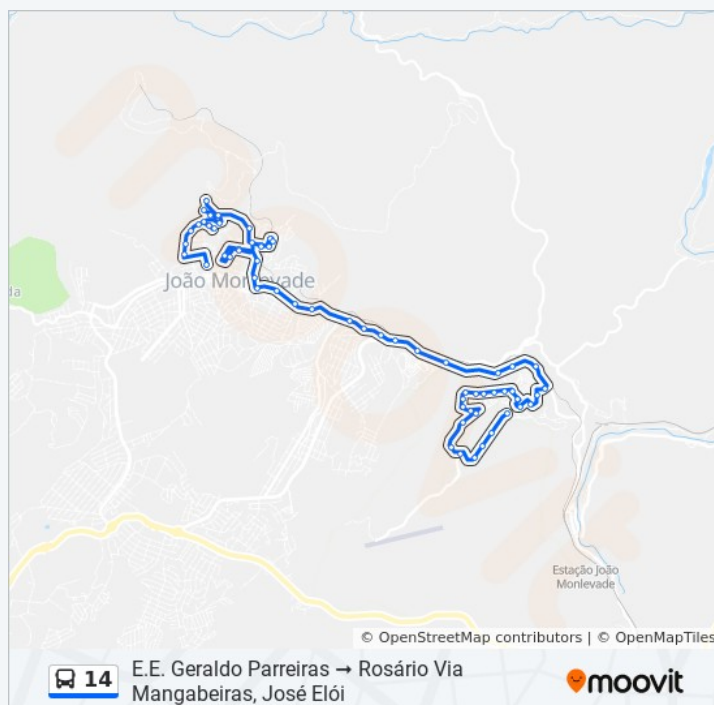 João Monlevade
da
Estação João
Monlevade
© OpenStreetMap contributors | © OpenMapTiles
14
E.E. Geraldo Parreiras → Rosário Via
Mangabeiras, José Elói
moovit